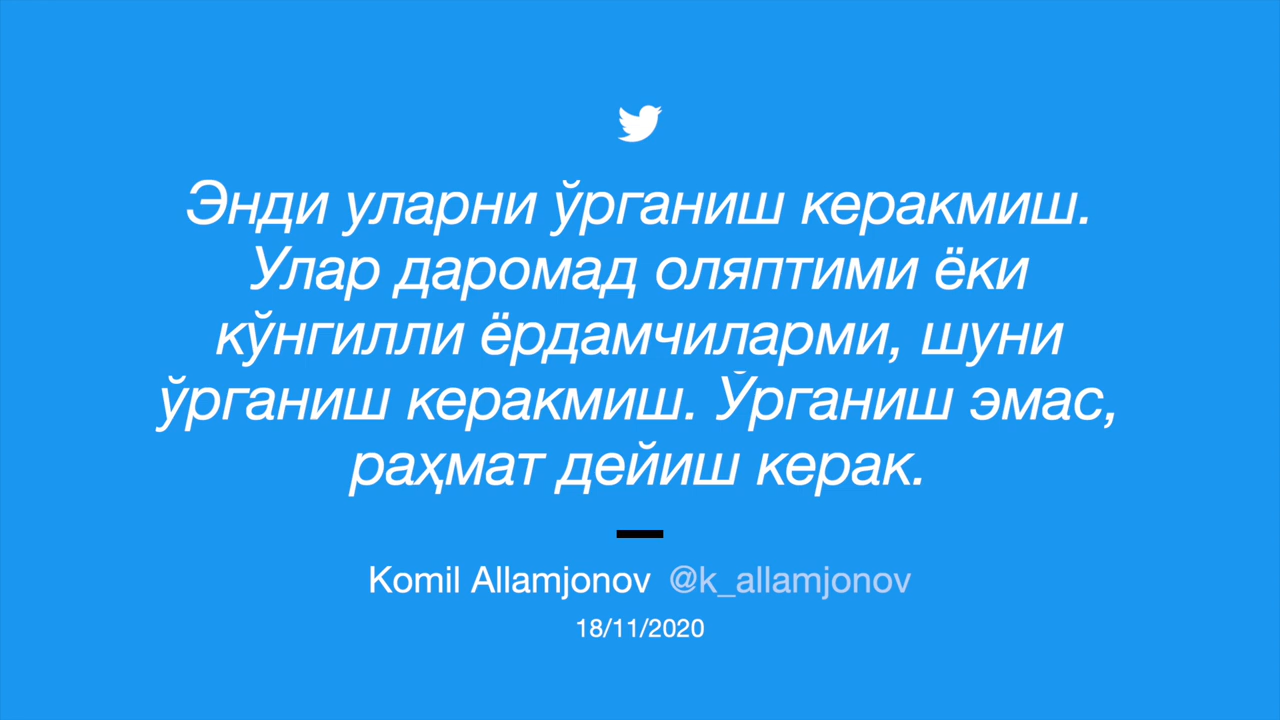 Энди уларни ўрганиш керакмиш.
Улар даромад оляптими ёки
кўнгилли ёрдамчиларми, шуни
ўрганиш керакмиш. Ўрганиш эмас,
раҳмат дейиш керак.
Komil Allamjonov @k_allamjonov
18/11/2020